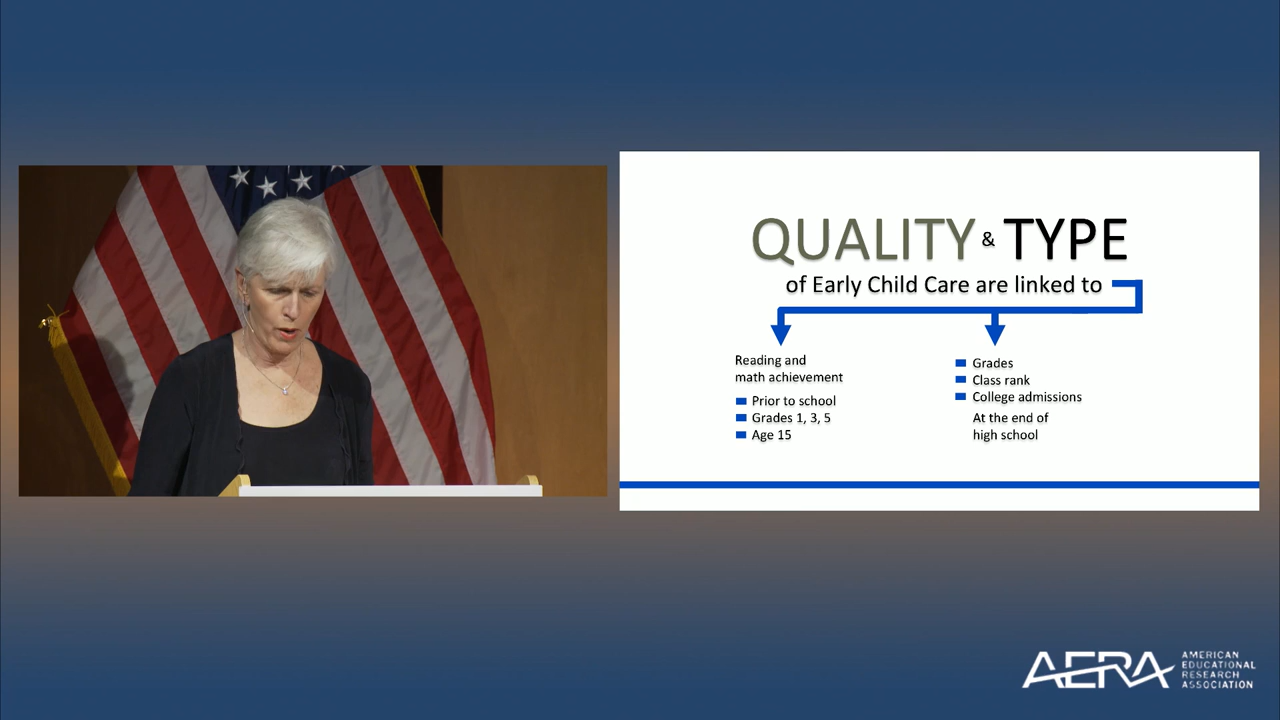 QUALITY & TYPE
of Early Child Care are linked to
Reading and
math achievement
Prior to school
Grades 1, 3, 5
Age 15
Grades
Class rank
College admissions
At the end of
high school
AERA
AMERICAN
EDUCATIONAL
RESEARCH
ASSOCIATION